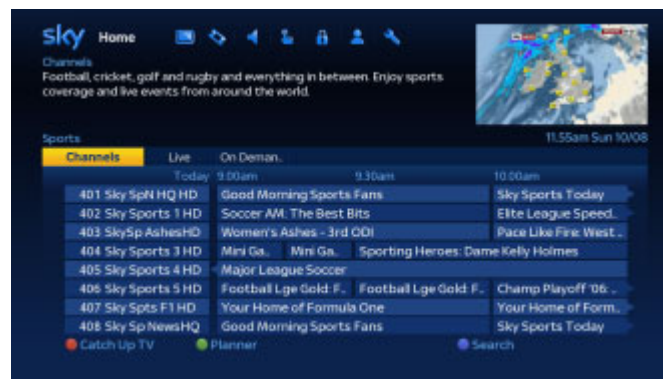 sky Home
Channels
Football, cricket, golf and rugby and everything in between. Enjoy sports
coverage and live events from around the world.
Sports 11.55am Sun 10/08
Channels Live On Deman..
Today 9.00am 9.30am 10.00am
401 Sky SpN HQ HD Good Morning Sports Fans Sky Sports Today
402 Sky Sports 1 HD Soccer AM: The Best Bits Elite League Speed..
403 SkySp AshesHD Women's Ashes - 3rd ODI Pace Like Fire: West ..
404 Sky Sports 3 HD Mini Ga.. Mini Ga.. Sporting Heroes: Dame Kelly Holmes
405 Sky Sports 4 HD Major League Soccer
406 Sky Sports 5 HD Football Lge Gold: F.. Football Lge Gold: F.. Champ Playoff '06: ..
407 Sky Spts F1 HD Your Home of Formula One Your Home of Form..
408 Sky Sp NewsHQ Good Morning Sports Fans Sky Sports Today
Catch Up TV Planner Search